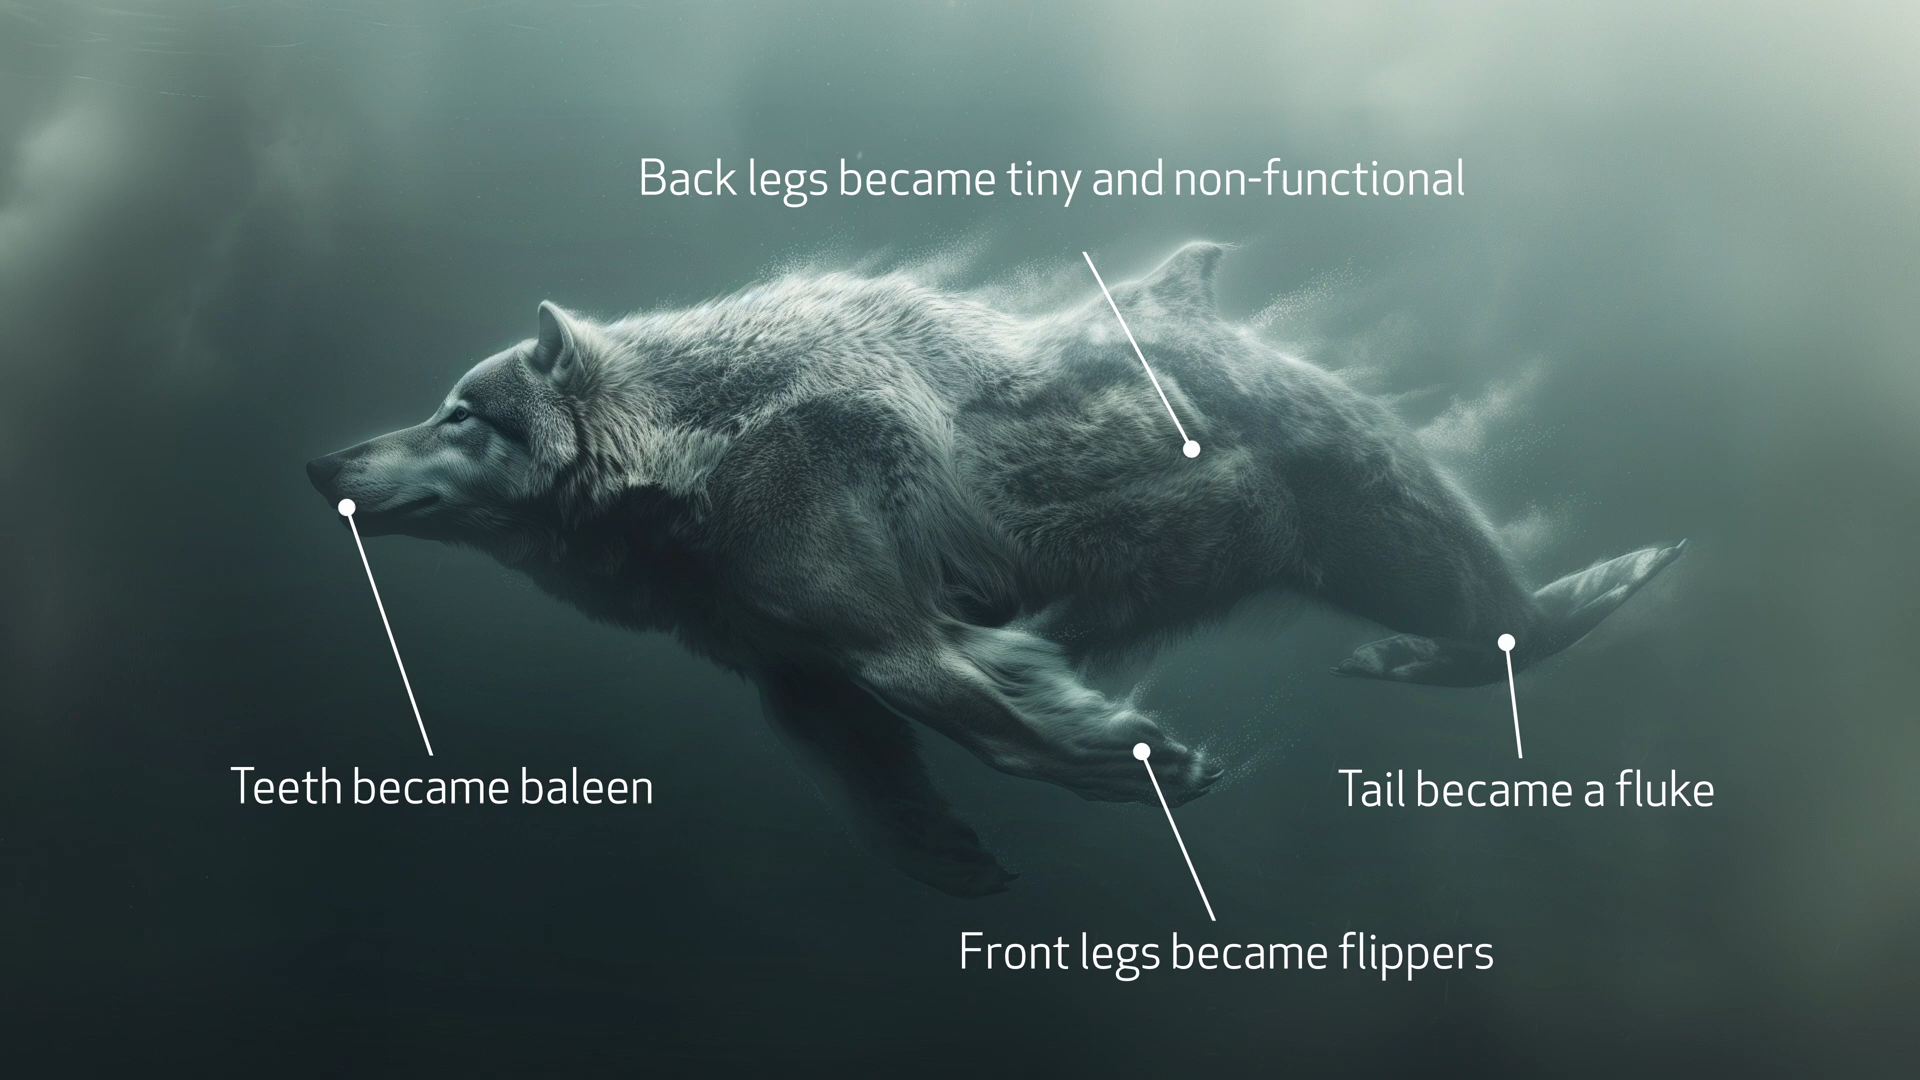 Back legs became tiny and non-functional
Teeth became baleen
Tail became a fluke
Front legs became flippers